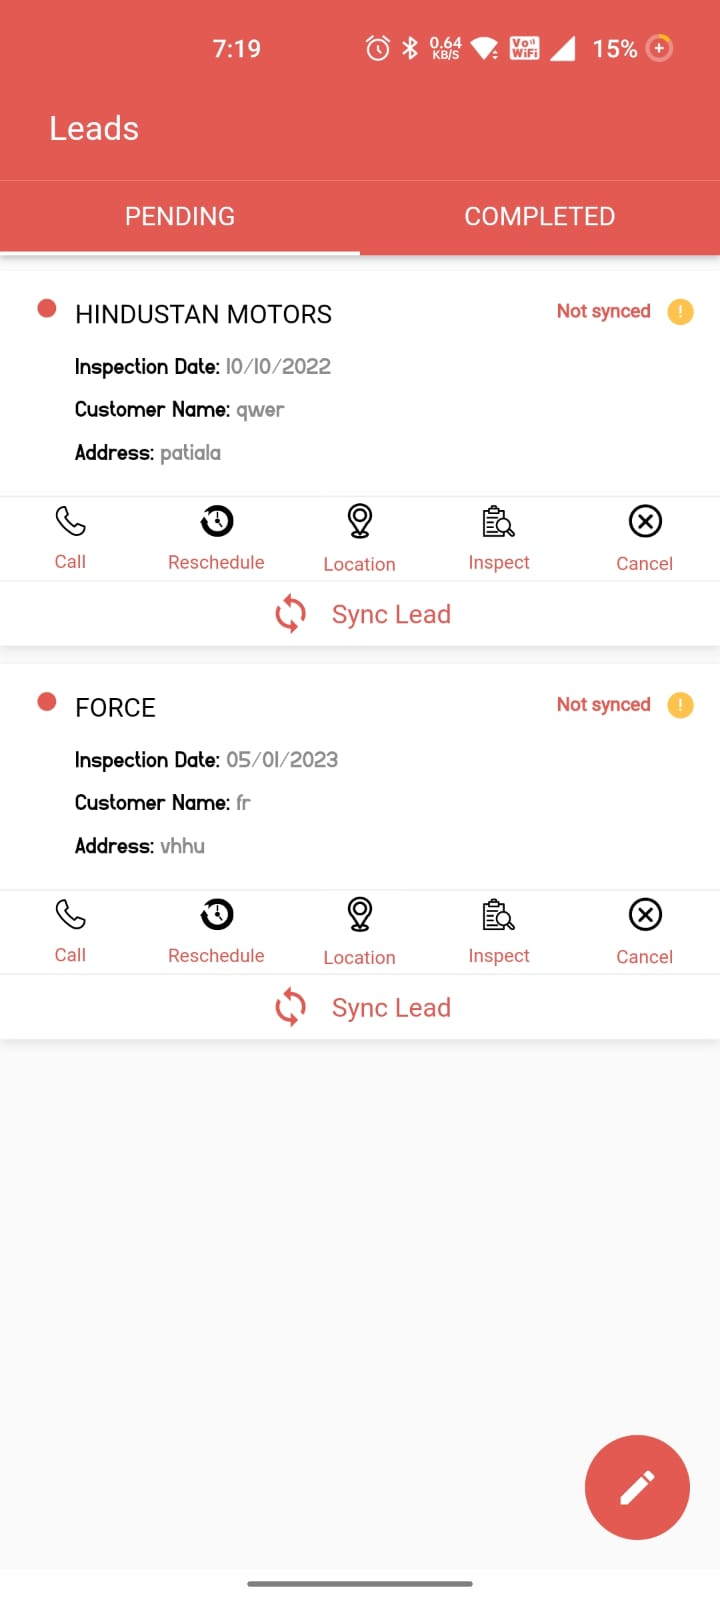 7:19 0.64 KB/S Vo WiFi 15%
Leads
PENDING COMPLETED
HINDUSTAN MOTORS Not synced !
Inspection Date: 10/10/2022
Customer Name: qwer
Address: patiala
Call Reschedule Location Inspect Cancel
Sync Lead
FORCE Not synced !
Inspection Date: 05/01/2023
Customer Name: fr
Address: vhhu
Call Reschedule Location Inspect Cancel
Sync Lead